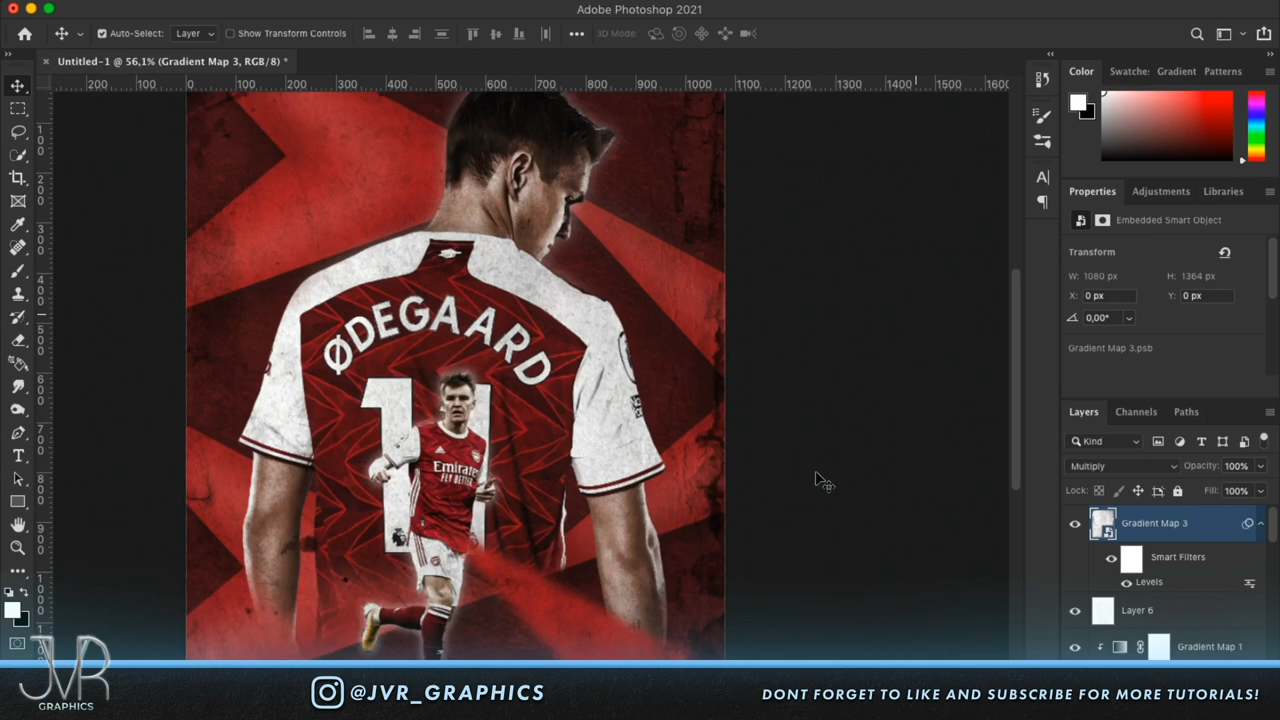 Adobe Photoshop 2021
Auto-Select: Layer Show Transform Controls 3D Mode:
Untitled-1 @ 56,1% (Gradient Map 3, RGB/8) *
200 100 0 100 200 300 400 500 600 700 800 900 1000 1100 1200 1300 1400 1500 1600
Color Swatche: Gradient Patterns
Properties Adjustments Libraries
Embedded Smart Object
Transform
W: 1080 px H: 1364 px
X: 0 px Y: 0 px
0,00°
Gradient Map 3.psb
Layers Channels Paths
Kind
Multiply Opacity: 100%
Lock: Fill: 100%
Gradient Map 3
Smart Filters
Levels
Layer 6
Gradient Map 1
ØDEGAARD
11
Emirates
FLY BETTER
JVR
GRAPHICS
@JVR_GRAPHICS
DONT FORGET TO LIKE AND SUBSCRIBE FOR MORE TUTORIALS!